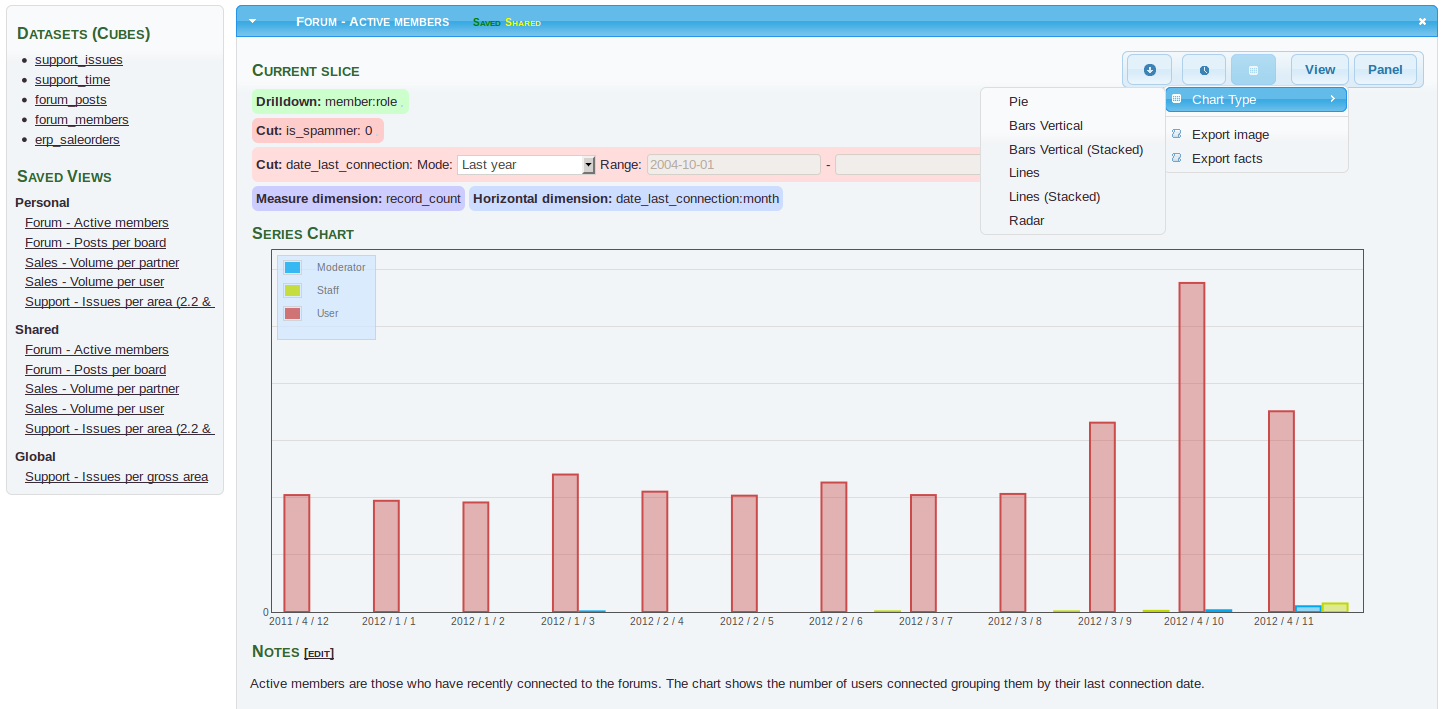 Datasets (Cubes)
support_issues
support_time
forum_posts
forum_members
erp_saleorders
Saved Views
Personal
Forum - Active members
Forum - Posts per board
Sales - Volume per partner
Sales - Volume per user
Support - Issues per area (2.2 &
Shared
Forum - Active members
Forum - Posts per board
Sales - Volume per partner
Sales - Volume per user
Support - Issues per area (2.2 &
Global
Support - Issues per gross area
Forum - Active members Saved Shared
View Panel
Current slice
Drilldown: member:role
Cut: is_spammer: 0
Cut: date_last_connection: Mode: Last year Range: 2004-10-01 -
Measure dimension: record_count Horizontal dimension: date_last_connection:month
Chart Type
Export image
Export facts
Pie
Bars Vertical
Bars Vertical (Stacked)
Lines
Lines (Stacked)
Radar
Series Chart
Moderator
Staff
User
0
2011 / 4 / 12 2012 / 1 / 1 2012 / 1 / 2 2012 / 1 / 3 2012 / 2 / 4 2012 / 2 / 5 2012 / 2 / 6 2012 / 3 / 7 2012 / 3 / 8 2012 / 3 / 9 2012 / 4 / 10 2012 / 4 / 11
Notes [edit]
Active members are those who have recently connected to the forums. The chart shows the number of users connected grouping them by their last connection date.